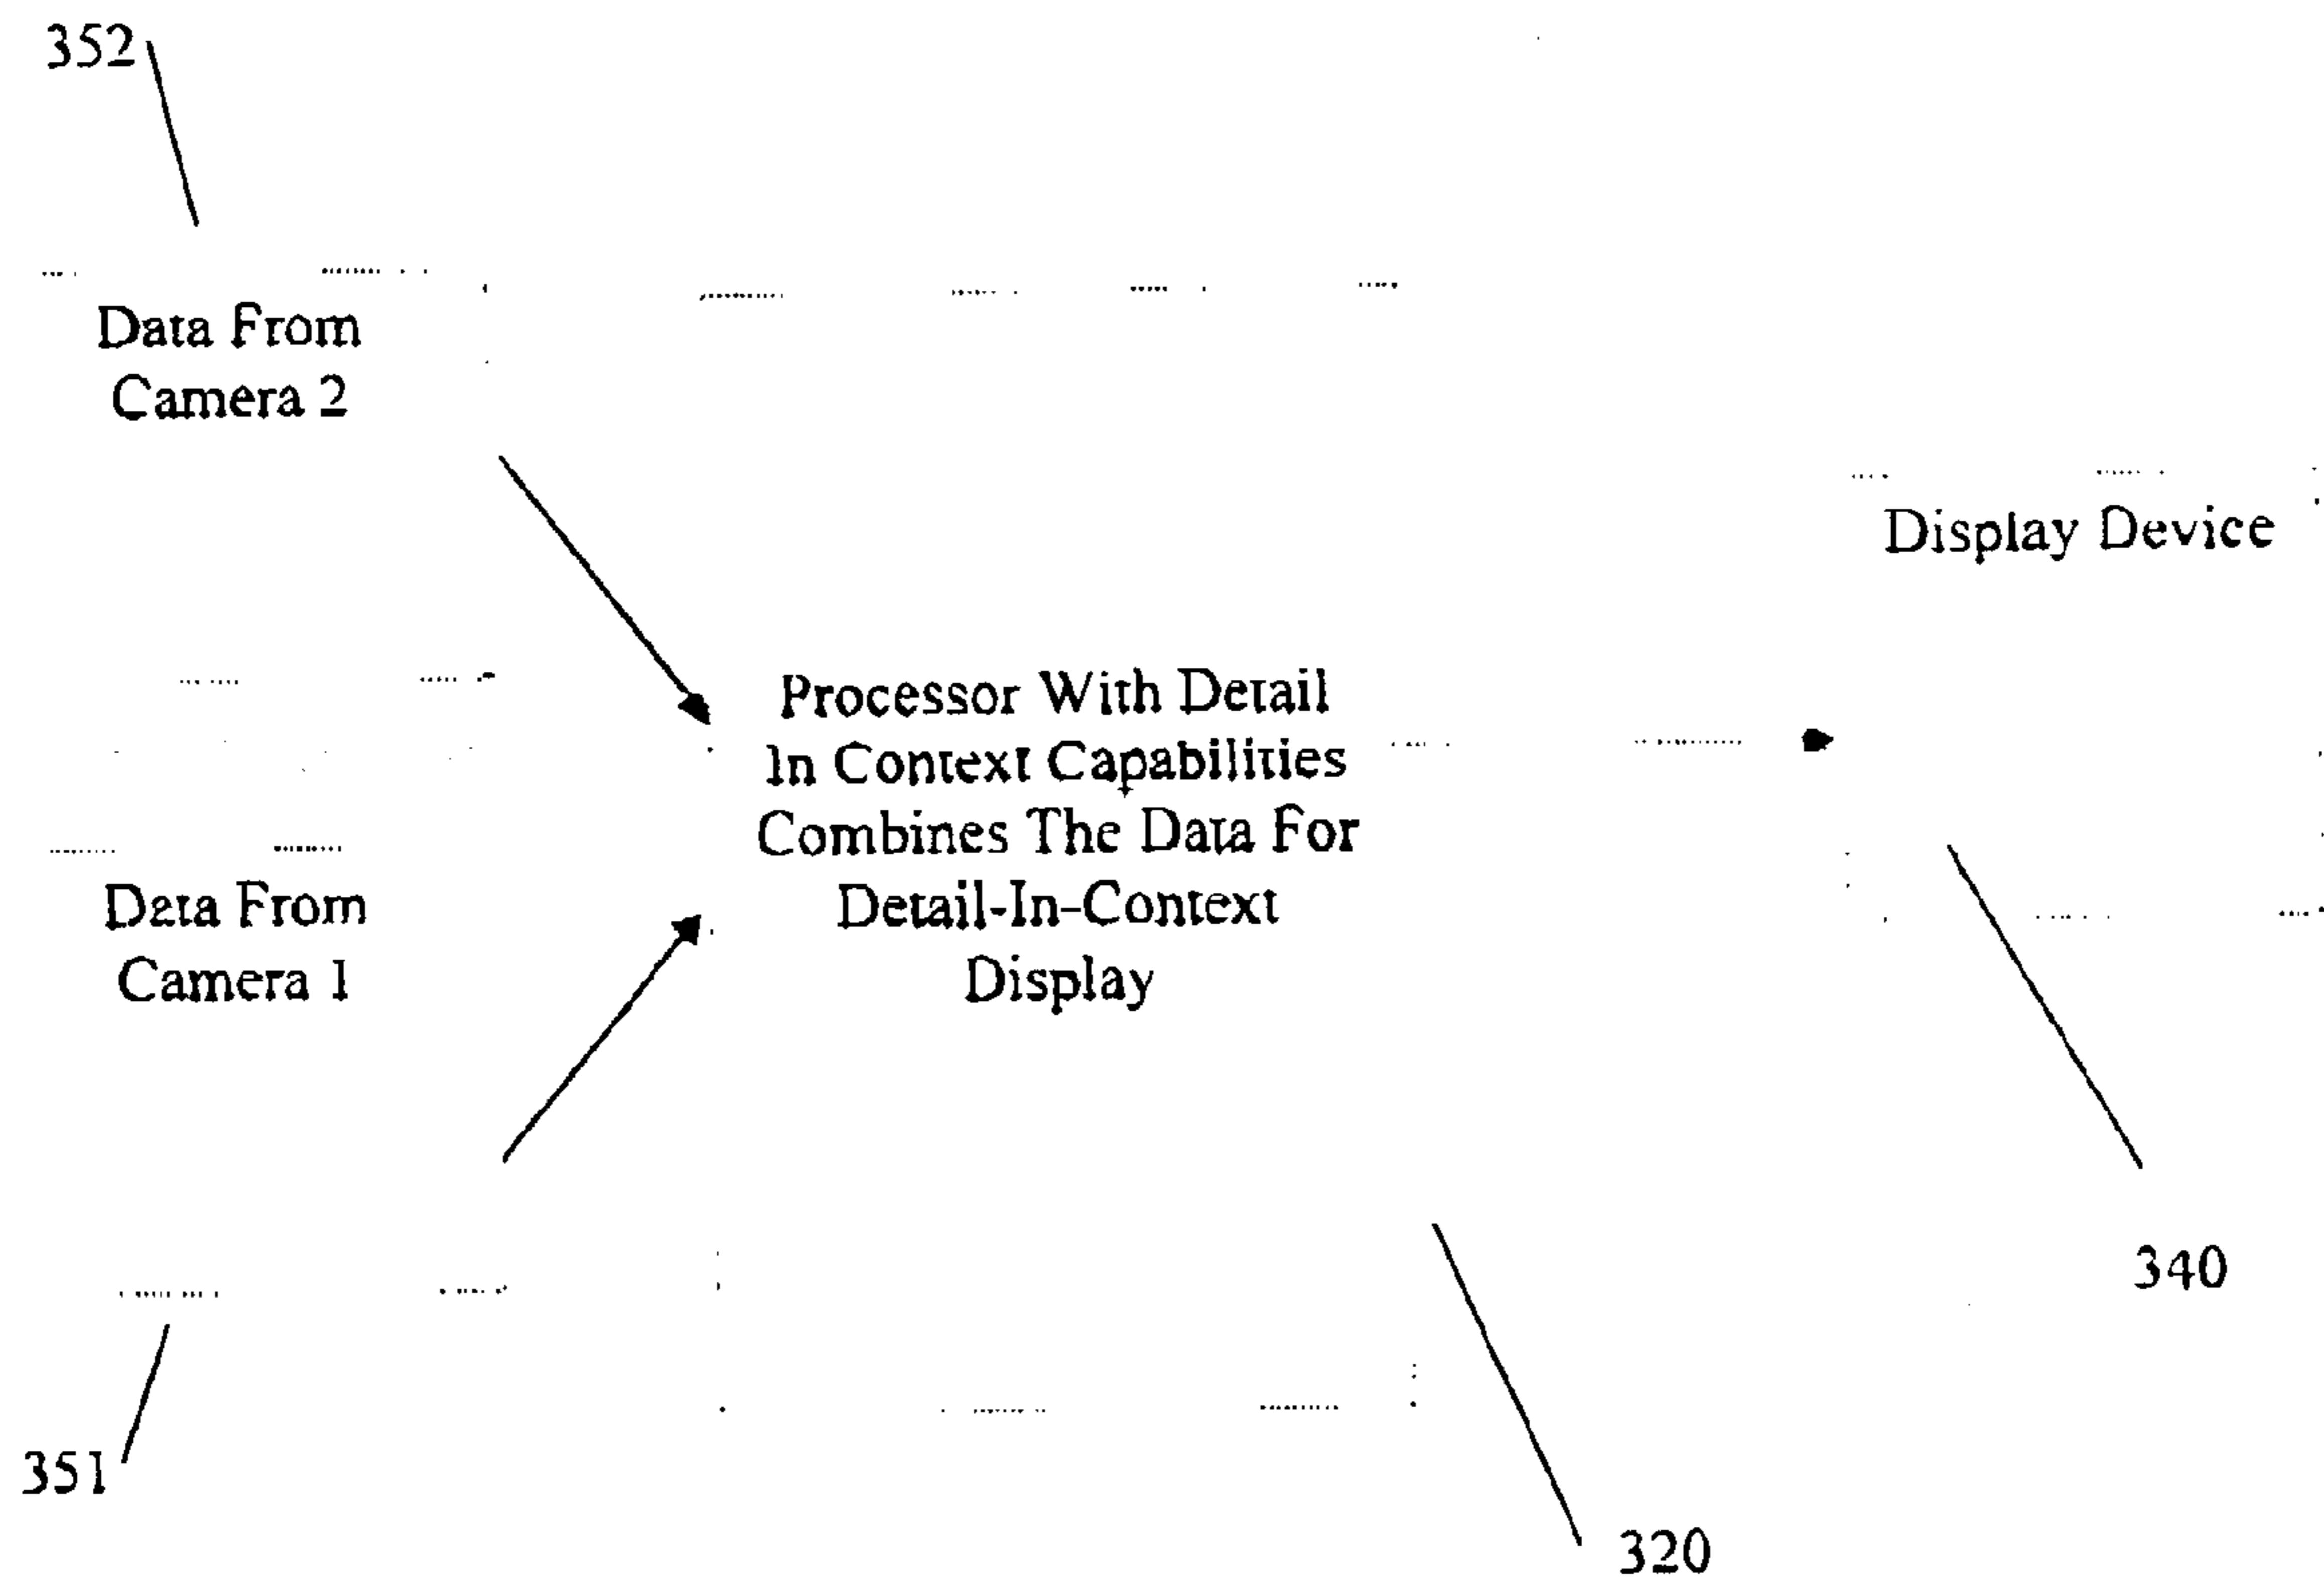 352
Data From
Camera 2
Display Device
Processor With Detail
In Context Capabilities
Combines The Data For
Detail-In-Context
Display
Data From
Camera 1
340
351
320